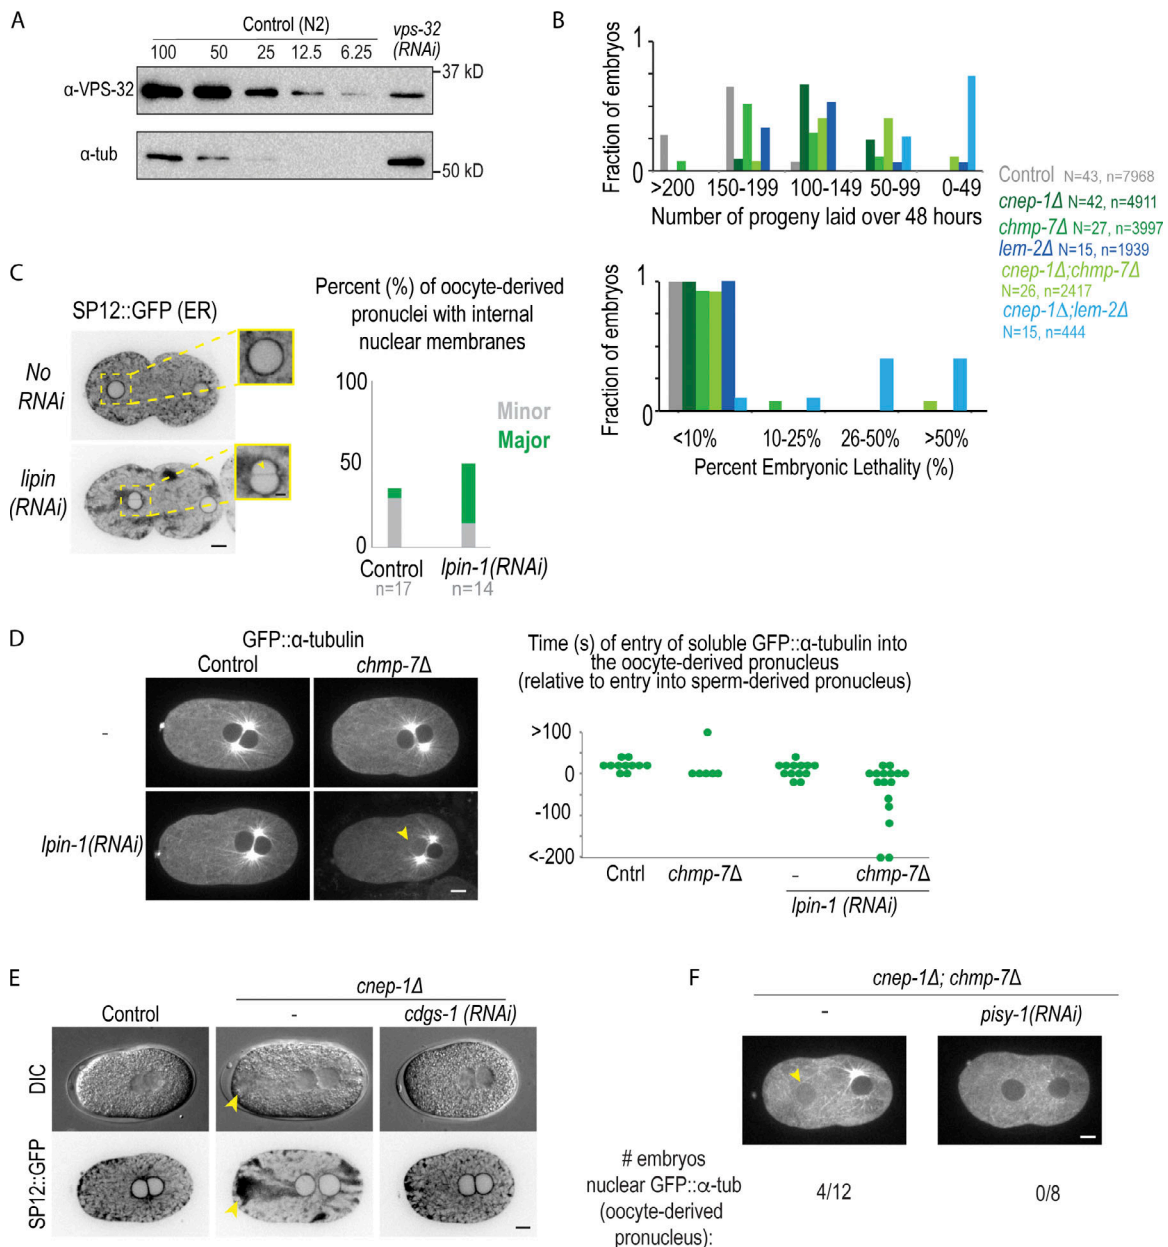 A
Control (N2)
vps-32
(RNAi)
100 50 25 12.5 6.25
α-VPS-32
37 kD
α-tub
50 kD
B
Fraction of embryos
1
0
>200 150-199 100-149 50-99 0-49
Number of progeny laid over 48 hours
Control N=43, n=7968
cnep-1Δ N=42, n=4911
chmp-7Δ N=27, n=3997
lem-2Δ N=15, n=1939
cnep-1Δ;chmp-7Δ
N=26, n=2417
cnep-1Δ;lem-2Δ
N=15, n=444
Fraction of embryos
1
0
<10% 10-25% 26-50% >50%
Percent Embryonic Lethality (%)
C
SP12::GFP (ER)
No
RNAi
lipin
(RNAi)
Percent (%) of oocyte-derived
pronuclei with internal
nuclear membranes
100
50
0
Minor
Major
Control lpin-1(RNAi)
n=17 n=14
D
GFP::α-tubulin
Control chmp-7Δ
-
lpin-1(RNAi)
Time (s) of entry of soluble GFP::α-tubulin into
the oocyte-derived pronucleus
(relative to entry into sperm-derived pronucleus)
>100
0
-100
<-200
Cntrl chmp-7Δ - chmp-7Δ
lpin-1 (RNAi)
E
cnep-1Δ
Control - cdgs-1 (RNAi)
DIC
SP12::GFP
F
cnep-1Δ; chmp-7Δ
- pisy-1(RNAi)
# embryos
nuclear GFP::α-tub
(oocyte-derived
pronucleus):
4/12 0/8